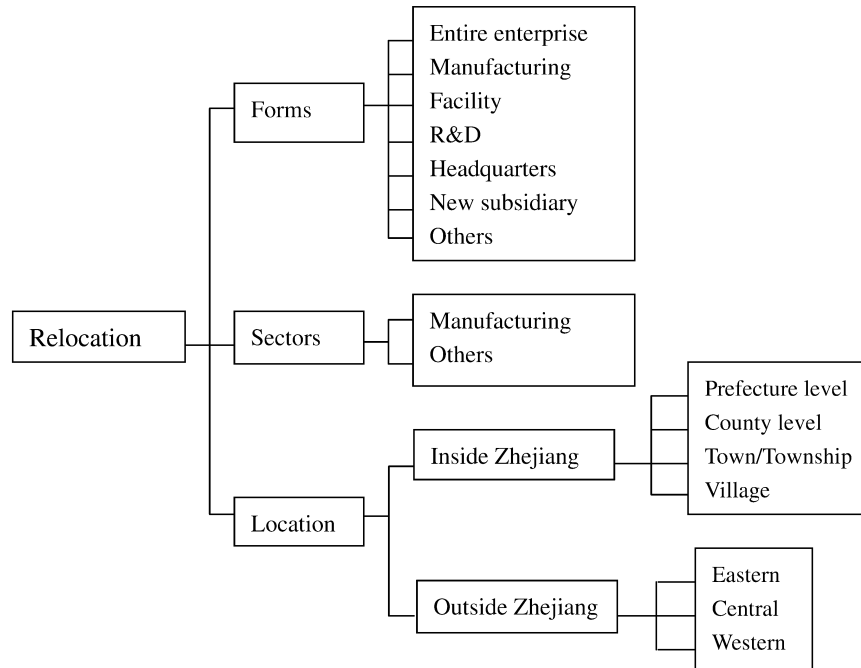 Relocation
Forms
Entire enterprise
Manufacturing
Facility
R&D
Headquarters
New subsidiary
Others
Sectors
Manufacturing
Others
Location
Inside Zhejiang
Prefecture level
County level
Town/Township
Village
Outside Zhejiang
Eastern
Central
Western